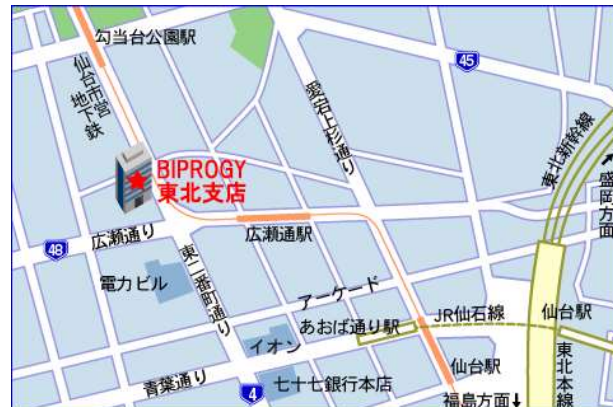 勾当台公園駅
45
仙台市営
地下鉄
愛宕上杉通り
東北新幹線
盛岡方面
BIPROGY
東北支店
広瀬通り
48
広瀬通駅
東二番町通り
電力ビル
アーケード
JR仙石線
仙台駅
あおば通り駅
イオン
仙台駅
東北本線
青葉通り
4
七十七銀行本店
福島方面